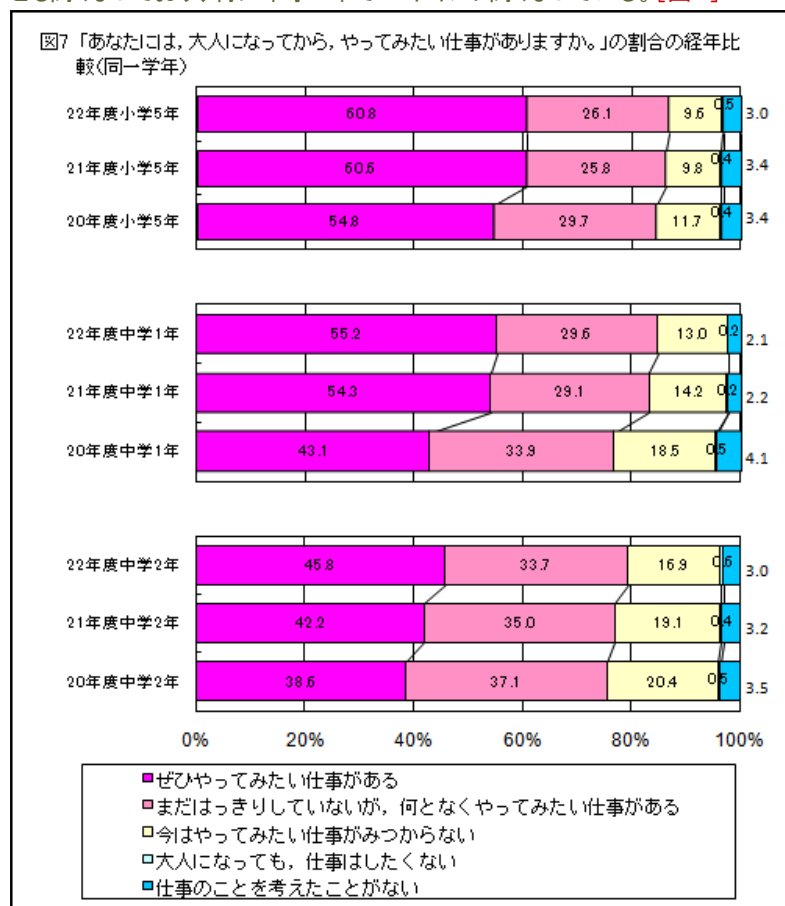 図7 「あなたには，大人になってから，やってみたい仕事がありますか。」の割合の経年比
較(同一学年)
22年度小学5年 60.8 26.1 9.6 0.5 3.0
21年度小学5年 60.6 25.8 9.8 0.4 3.4
20年度小学5年 54.8 29.7 11.7 0.4 3.4
22年度中学1年 55.2 29.6 13.0 0.2 2.1
21年度中学1年 54.3 29.1 14.2 0.2 2.2
20年度中学1年 43.1 33.9 18.5 0.5 4.1
22年度中学2年 45.8 33.7 16.9 0.6 3.0
21年度中学2年 42.2 35.0 19.1 0.4 3.2
20年度中学2年 38.6 37.1 20.4 0.5 3.5
0% 20% 40% 60% 80% 100%
ぜひやってみたい仕事がある
まだはっきりしていないが，何となくやってみたい仕事がある
今はやってみたい仕事がみつからない
大人になっても，仕事はしたくない
仕事のことを考えたことがない